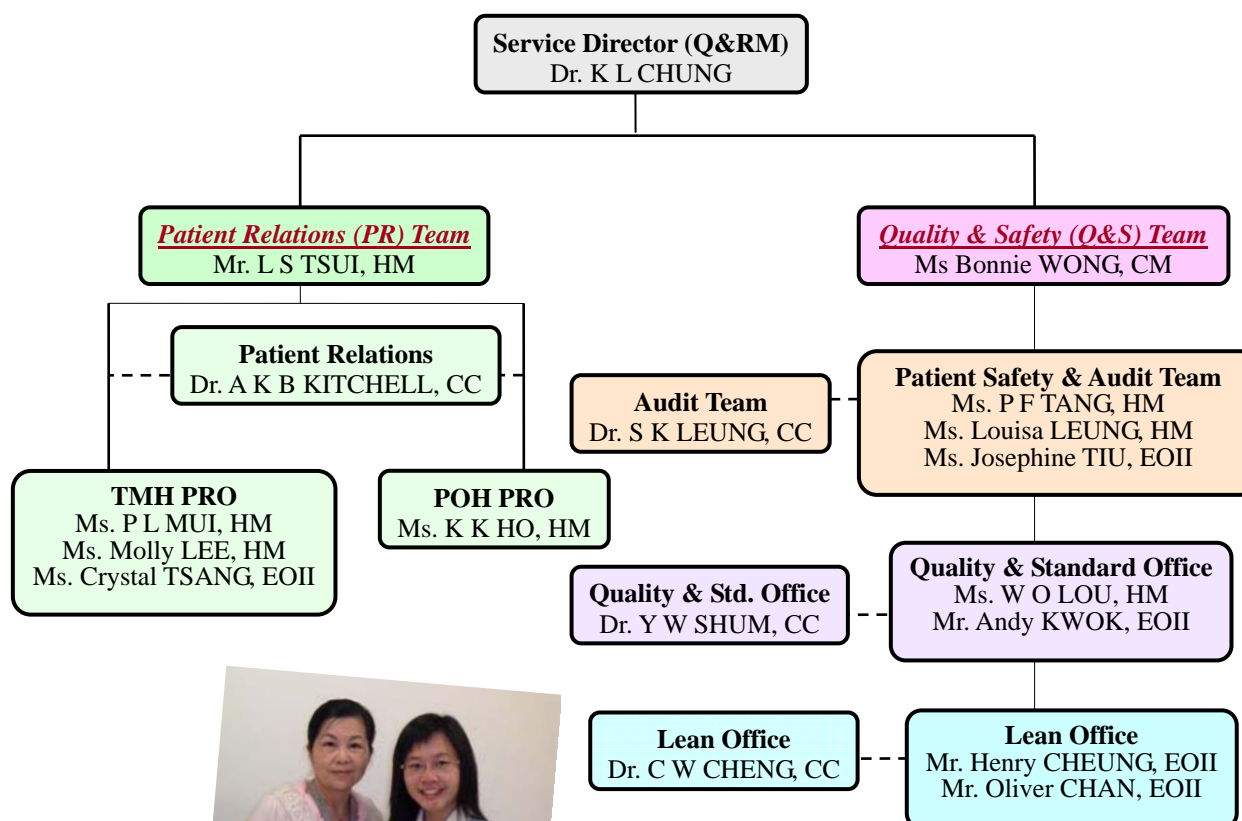 Service Director (Q&RM)
Dr. K L CHUNG
Patient Relations (PR) Team
Mr. L S TSUI, HM
Quality & Safety (Q&S) Team
Ms Bonnie WONG, CM
Patient Relations
Dr. A K B KITCHELL, CC
TMH PRO
Ms. P L MUI, HM
Ms. Molly LEE, HM
Ms. Crystal TSANG, EOII
POH PRO
Ms. K K HO, HM
Audit Team
Dr. S K LEUNG, CC
Patient Safety & Audit Team
Ms. P F TANG, HM
Ms. Louisa LEUNG, HM
Ms. Josephine TIU, EOII
Quality & Std. Office
Dr. Y W SHUM, CC
Quality & Standard Office
Ms. W O LOU, HM
Mr. Andy KWOK, EOII
Lean Office
Dr. C W CHENG, CC
Lean Office
Mr. Henry CHEUNG, EOII
Mr. Oliver CHAN, EOII